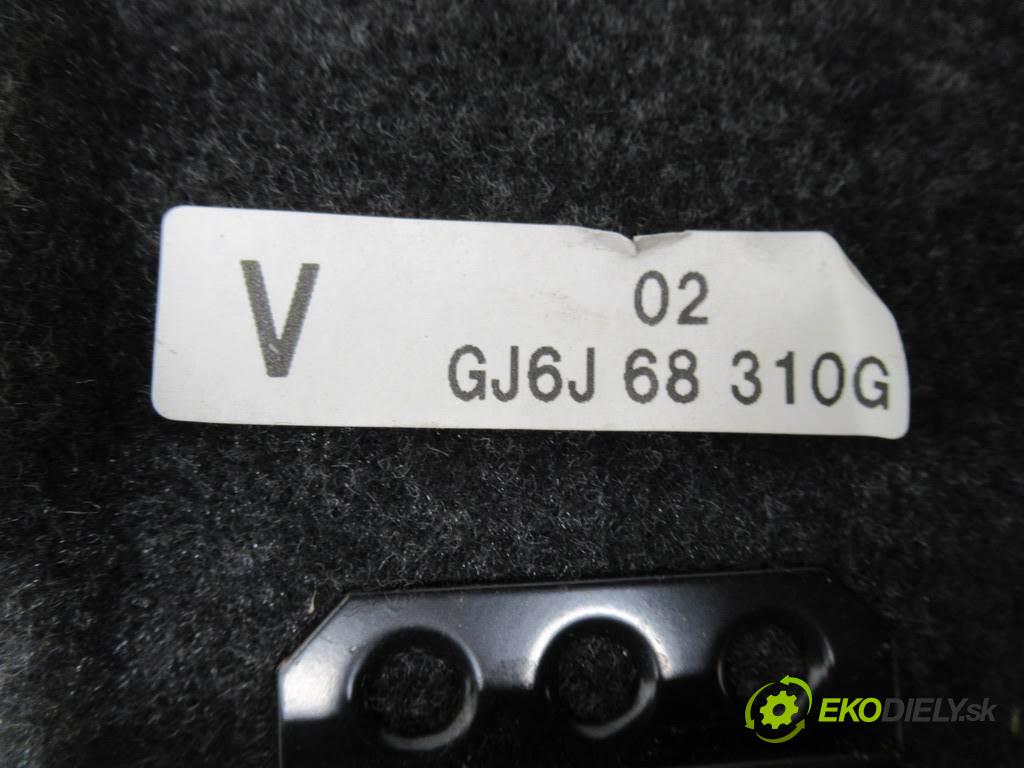 V
02
GJ6J 68 310G
EKODIELY.sk